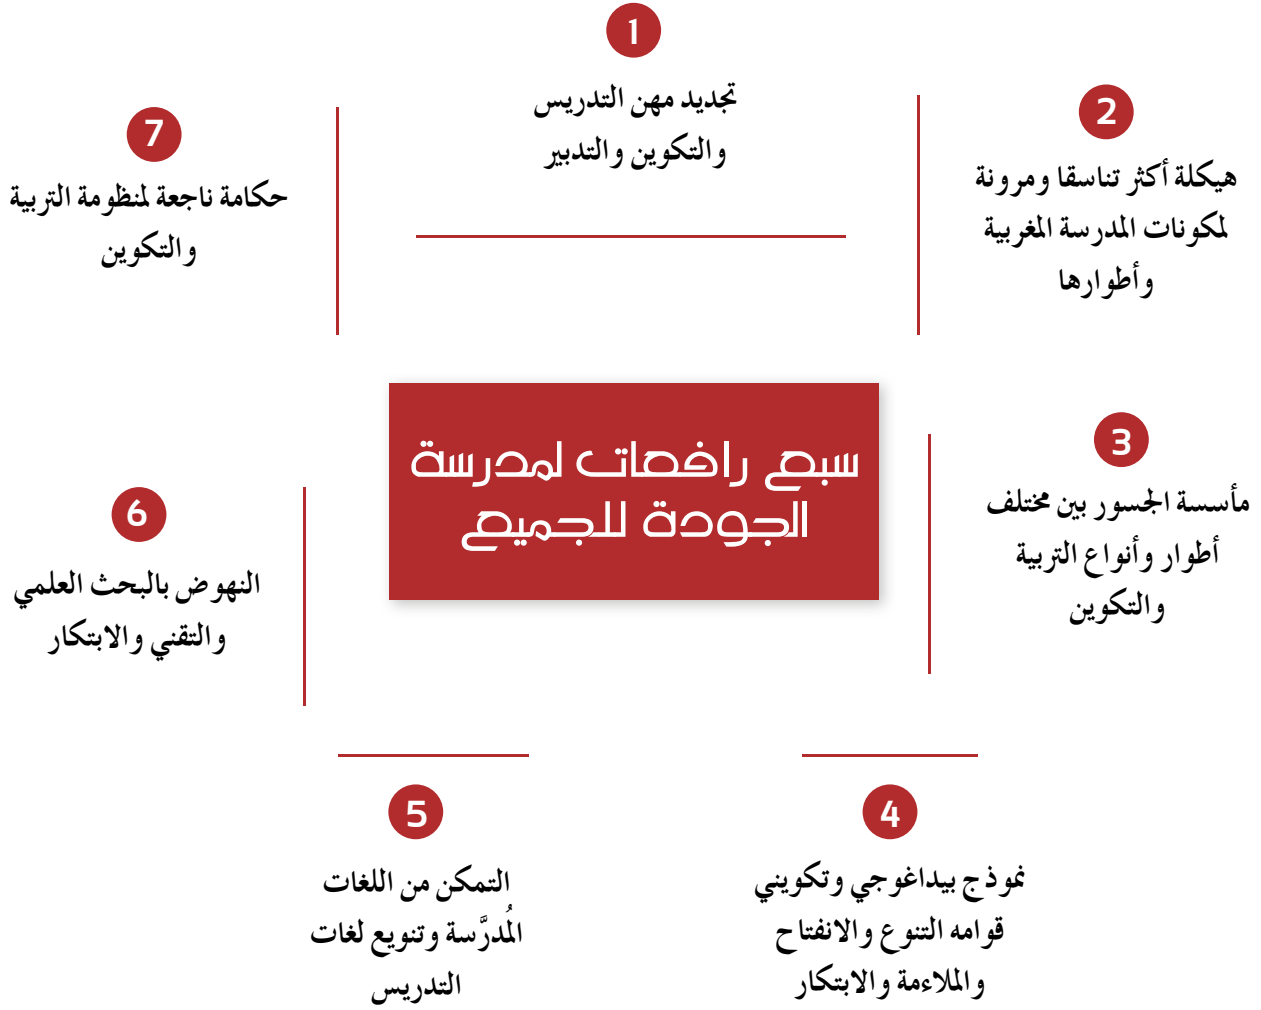 1
تجديد مهن التدريس
والتكوين والتدبير
2
هيكلة أكثر تناسقا ومرونة
لمكونات المدرسة المغربية
وأطوارها
3
مأسسة الجسور بين مختلف
أطوار وأنواع التربية
والتكوين
4
نموذج بيداغوجي وتكويني
قوامه التنوع والانفتاح
والملاءمة والابتكار
5
التمكن من اللغات
المُدرَّسة وتنويع لغات
التدريس
6
النهوض بالبحث العلمي
والتقني والابتكار
7
حكامة ناجعة لمنظومة التربية
والتكوين
سبع رافعات لمدرسة
الجودة للجميع